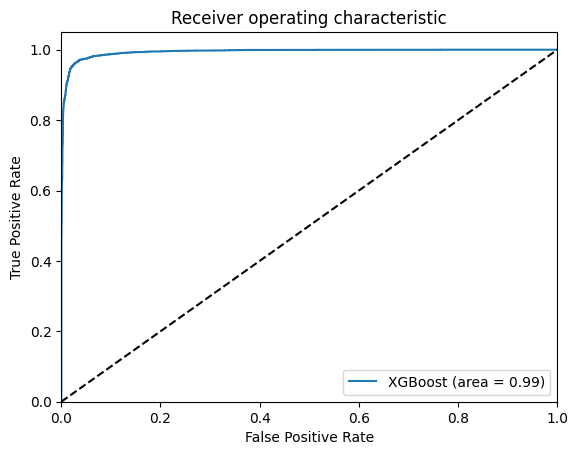 Receiver operating characteristic
True Positive Rate
1.0
0.8
0.6
0.4
0.2
0.0
XGBoost (area = 0.99)
0.0 0.2 0.4 0.6 0.8 1.0
False Positive Rate